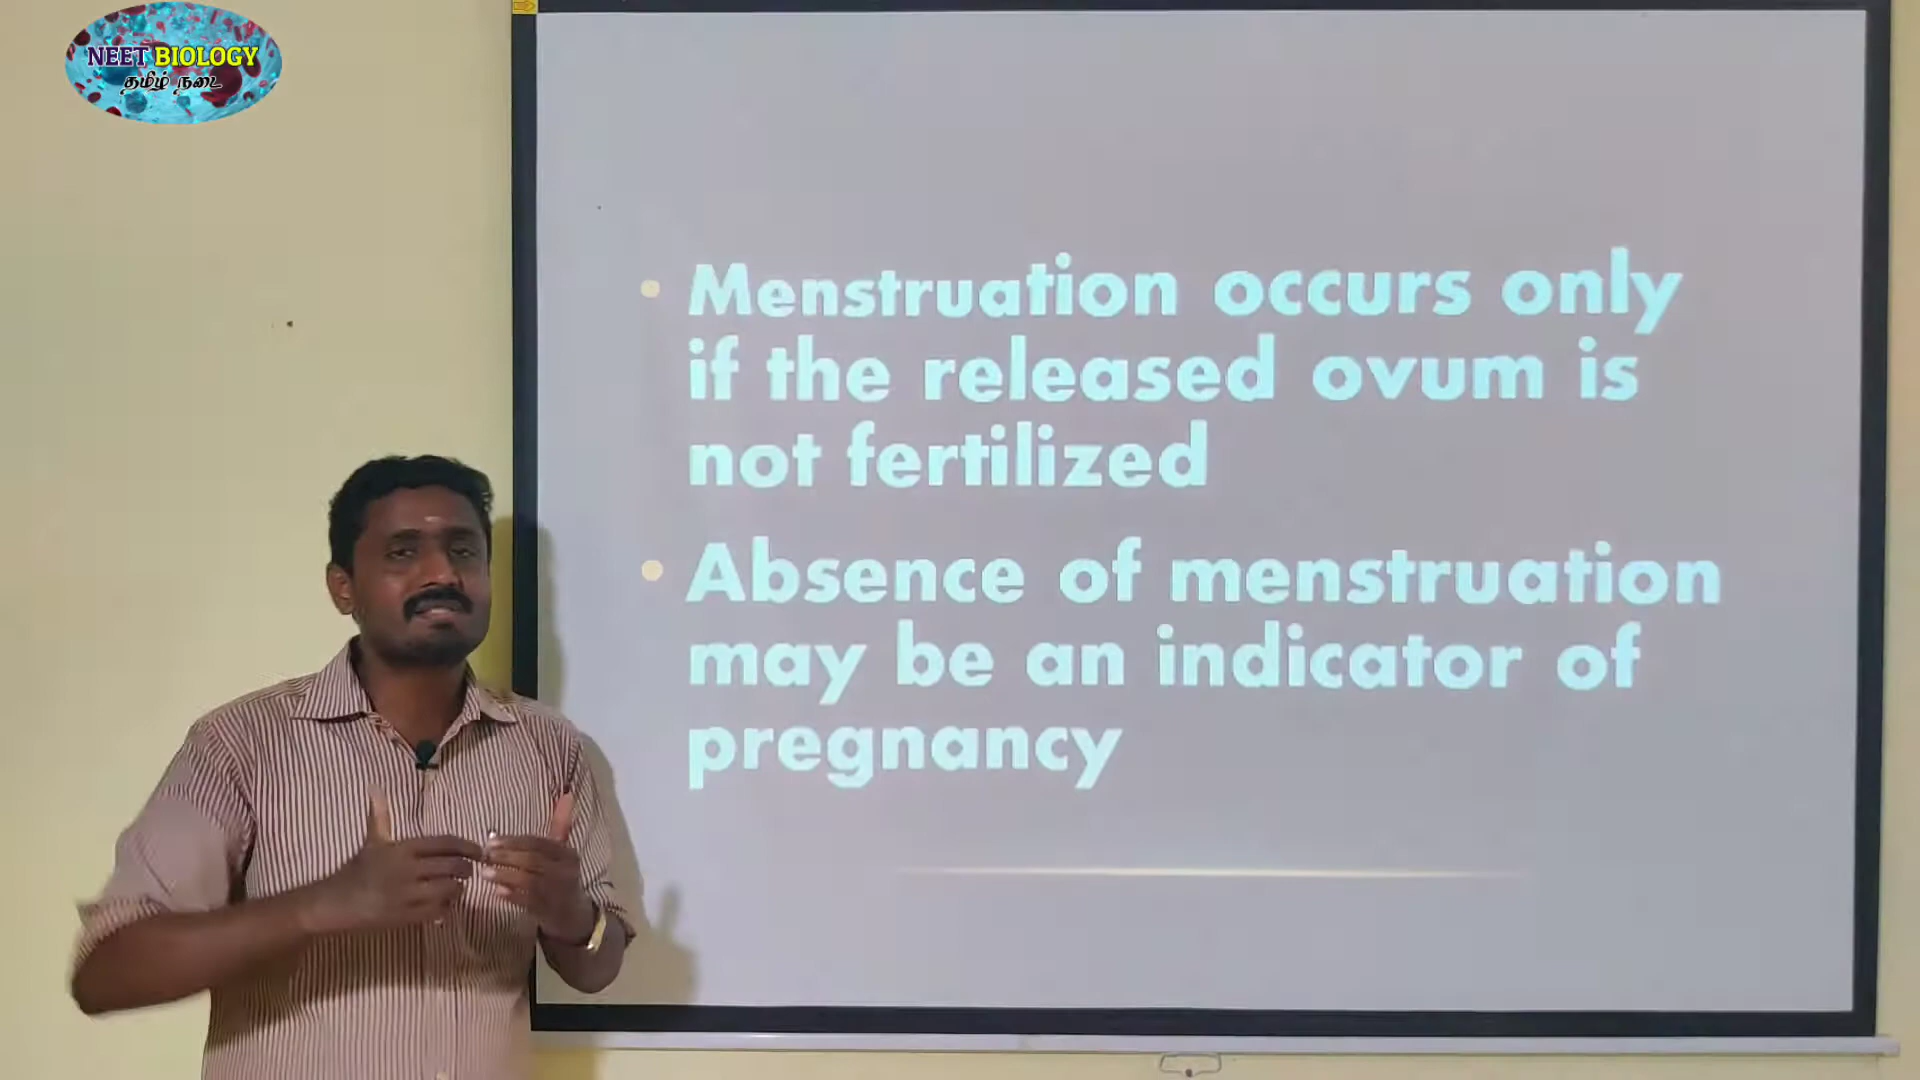 NEET BIOLOGY
தமிழ் நடை
• Menstruation occurs only
if the released ovum is
not fertilized
• Absence of menstruation
may be an indicator of
pregnancy